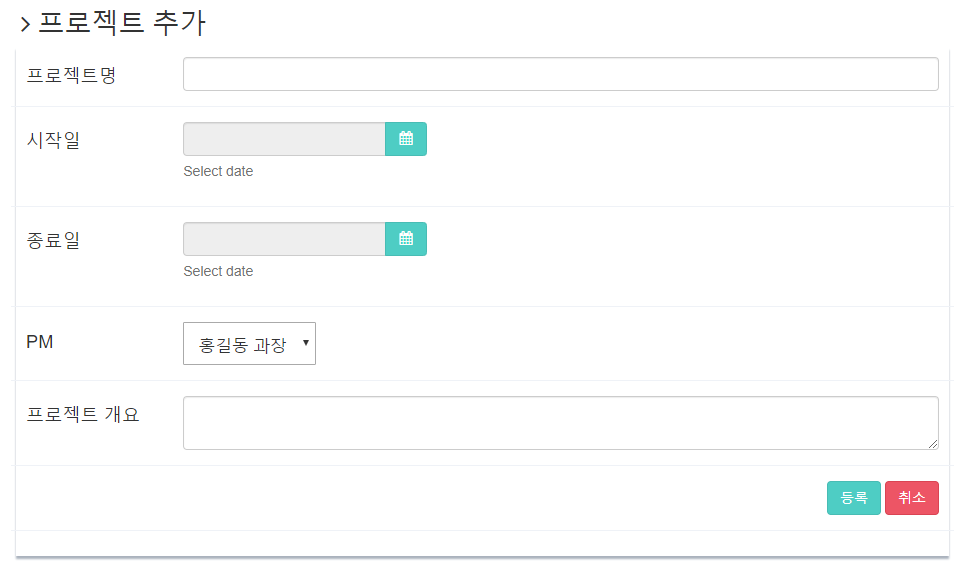 > 프로젝트 추가
프로젝트명
시작일
Select date
종료일
Select date
PM
홍길동 과장
프로젝트 개요
등록 취소